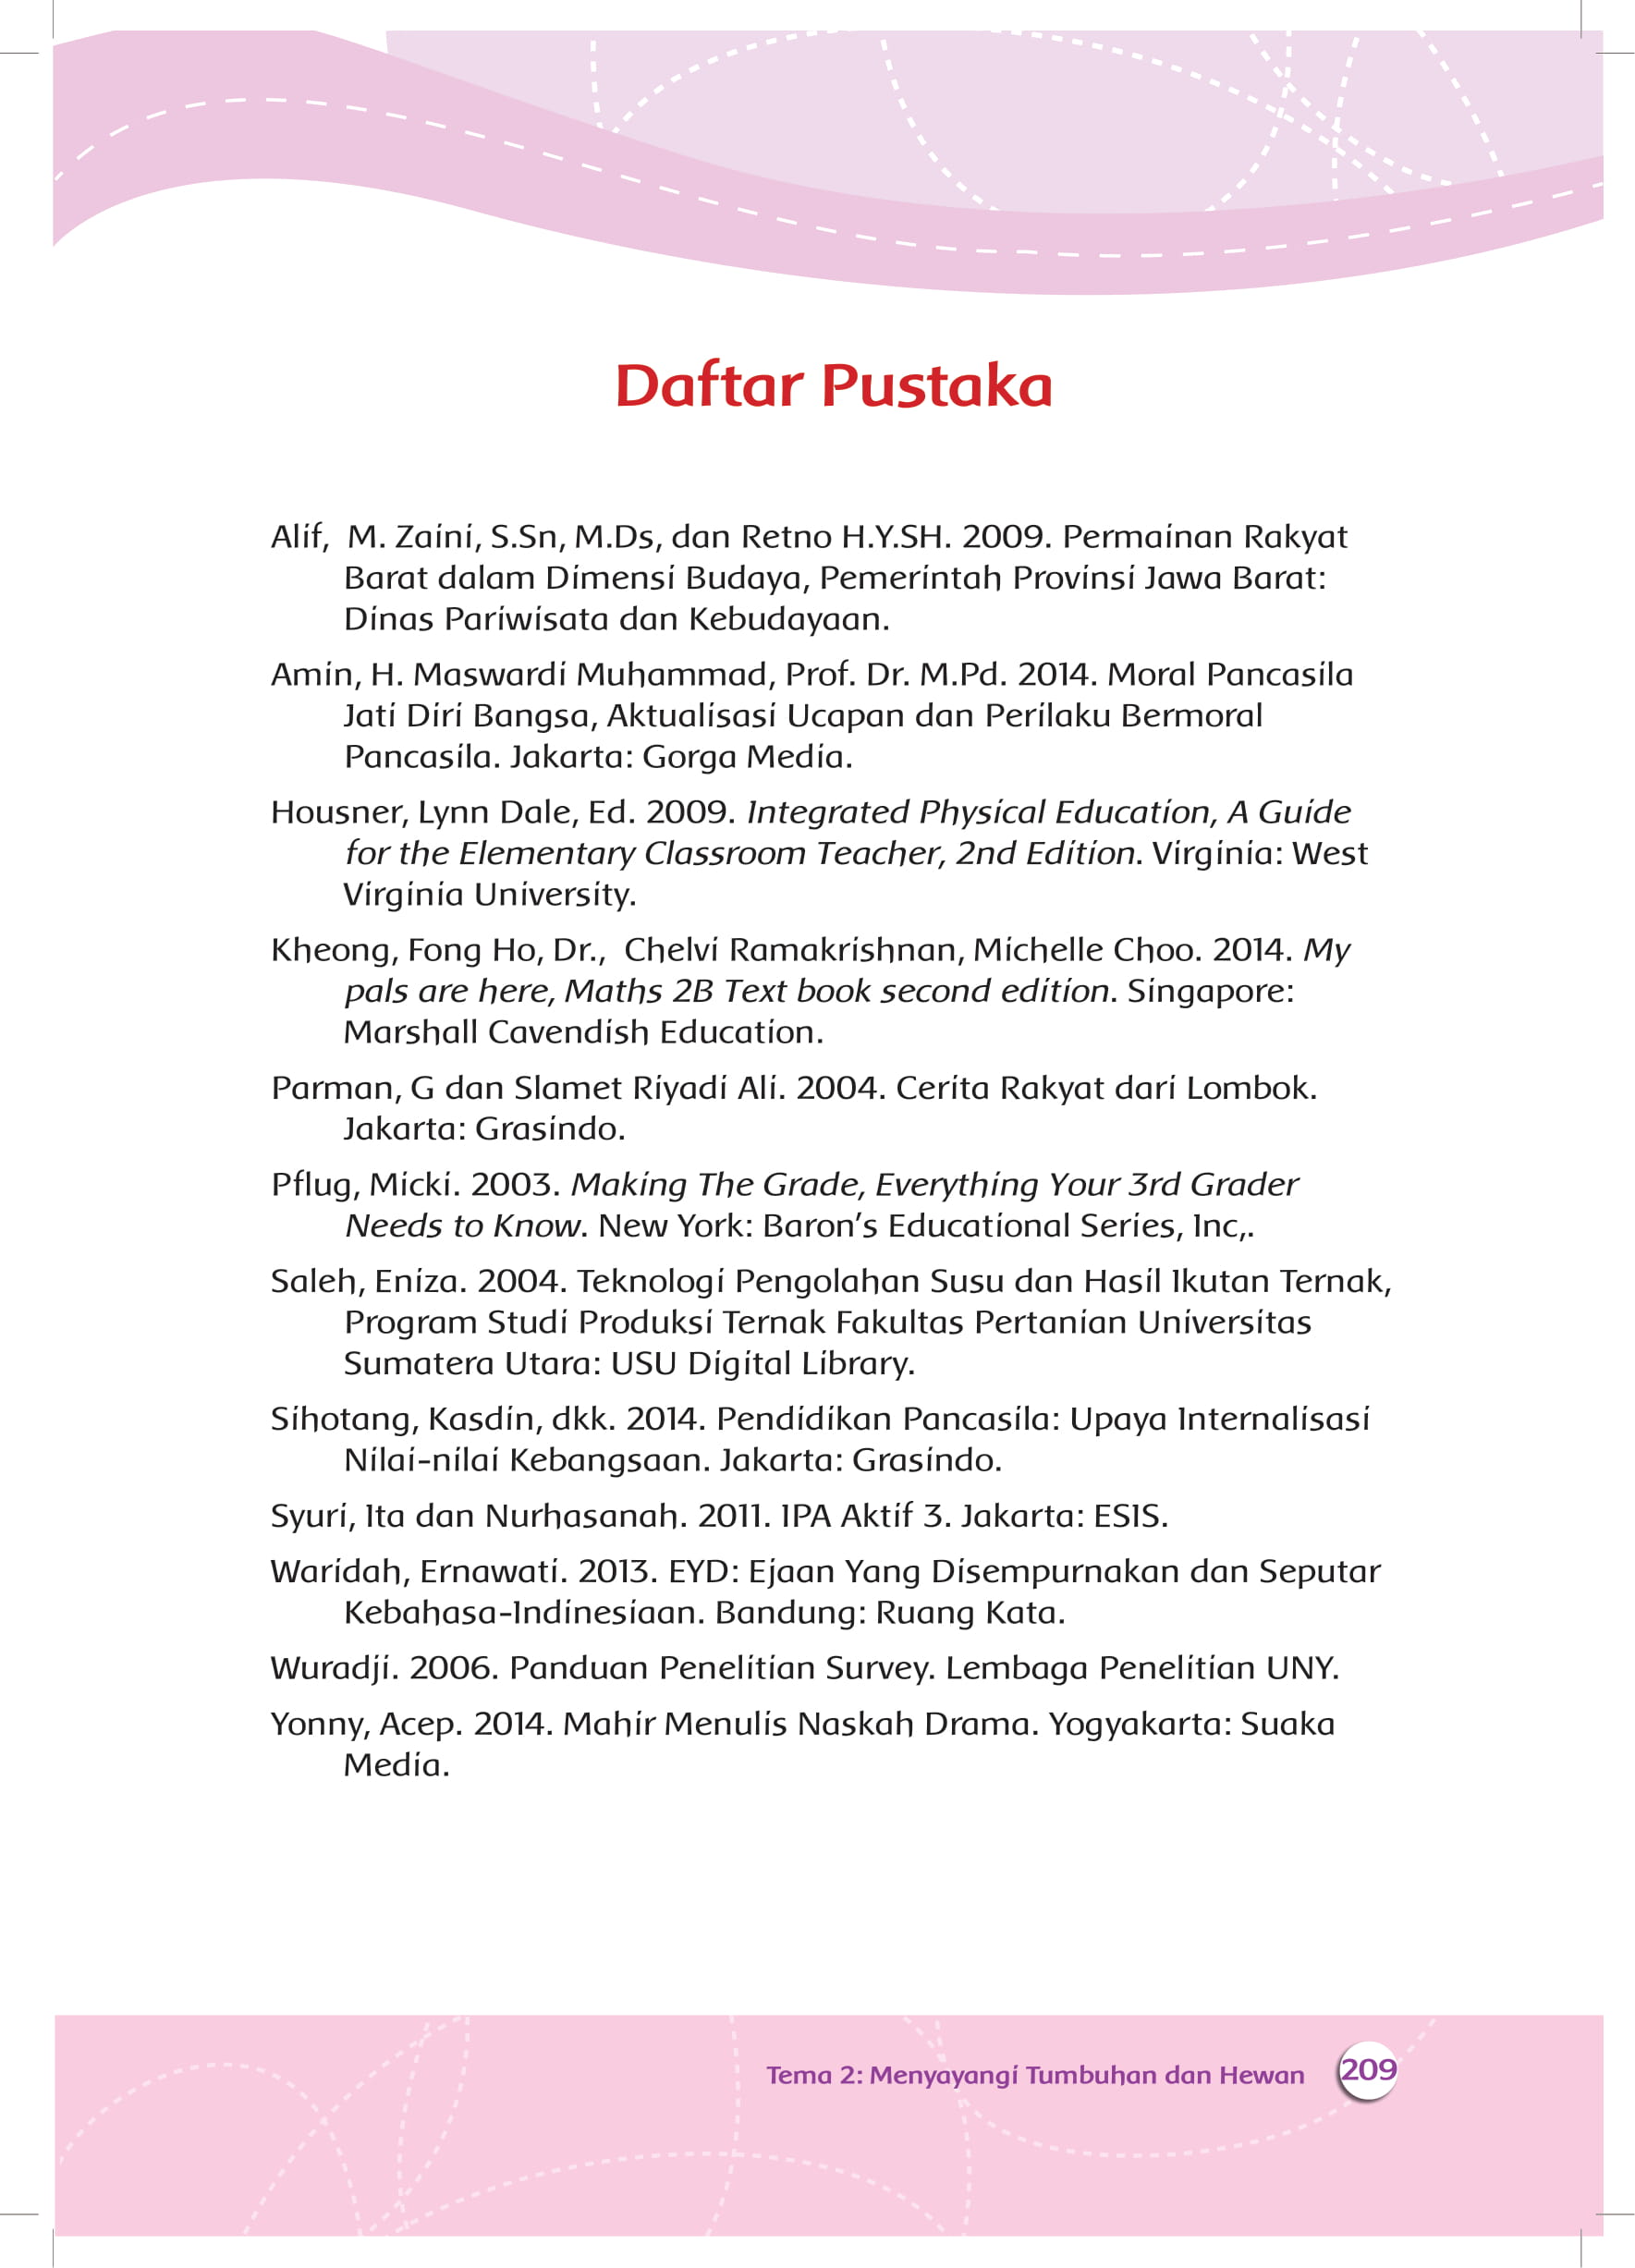 Daftar Pustaka
Alif,  M. Zaini, S.Sn, M.Ds, dan Retno H.Y.SH. 2009. Permainan Rakyat
Barat dalam Dimensi Budaya, Pemerintah Provinsi Jawa Barat:
Dinas Pariwisata dan Kebudayaan.
Amin, H. Maswardi Muhammad, Prof. Dr. M.Pd. 2014. Moral Pancasila
Jati Diri Bangsa, Aktualisasi Ucapan dan Perilaku Bermoral
Pancasila. Jakarta: Gorga Media.
Housner, Lynn Dale, Ed. 2009. Integrated Physical Education, A Guide
for the Elementary Classroom Teacher, 2nd Edition. Virginia: West
Virginia University.
Kheong, Fong Ho, Dr.,  Chelvi Ramakrishnan, Michelle Choo. 2014. My
pals are here, Maths 2B Text book second edition. Singapore:
Marshall Cavendish Education.
Parman, G dan Slamet Riyadi Ali. 2004. Cerita Rakyat dari Lombok.
Jakarta: Grasindo.
Pflug, Micki. 2003. Making The Grade, Everything Your 3rd Grader
Needs to Know. New York: Baron’s Educational Series, Inc,.
Saleh, Eniza. 2004. Teknologi Pengolahan Susu dan Hasil Ikutan Ternak,
Program Studi Produksi Ternak Fakultas Pertanian Universitas
Sumatera Utara: USU Digital Library.
Sihotang, Kasdin, dkk. 2014. Pendidikan Pancasila: Upaya Internalisasi
Nilai-nilai Kebangsaan. Jakarta: Grasindo.
Syuri, Ita dan Nurhasanah. 2011. IPA Aktif 3. Jakarta: ESIS.
Waridah, Ernawati. 2013. EYD: Ejaan Yang Disempurnakan dan Seputar
Kebahasa-Indinesiaan. Bandung: Ruang Kata.
Wuradji. 2006. Panduan Penelitian Survey. Lembaga Penelitian UNY.
Yonny, Acep. 2014. Mahir Menulis Naskah Drama. Yogyakarta: Suaka
Media.
Tema 2: Menyayangi Tumbuhan dan Hewan 209